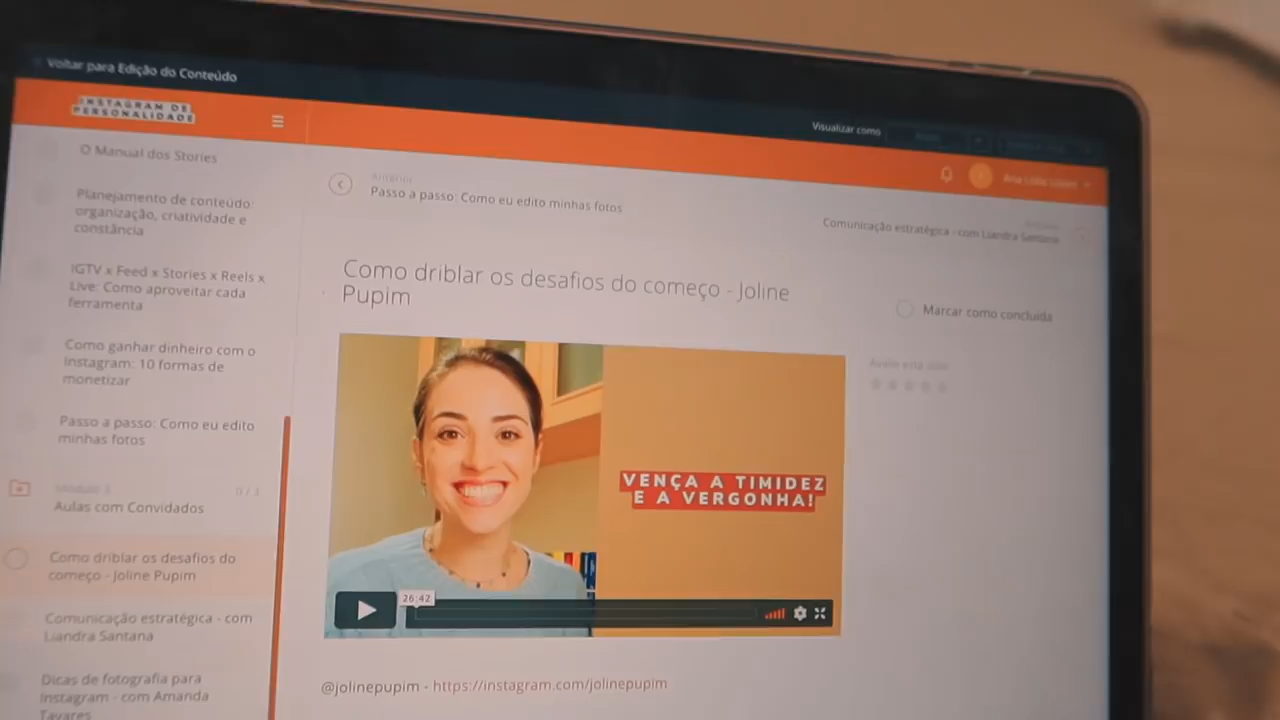 Voltar para Edição do Conteúdo
Visualizar como
INSTAGRAM DE
PERSONALIDADE
O Manual dos Stories
Planejamento de conteúdo:
organização, criatividade e
constância
IGTV x Feed x Stories x Reels x
Live: Como aproveitar cada
ferramenta
Como ganhar dinheiro com o
Instagram: 10 formas de
monetizar
Passo a passo: Como eu edito
minhas fotos
0 / 3
Aulas com Convidados
Como driblar os desafios do
começo - Joline Pupim
Comunicação estratégica - com
Liandra Santana
Dicas de fotografia para
Instagram - com Amanda
Tavares
Anterior
Passo a passo: Como eu edito minhas fotos
Comunicação estratégica - com Liandra Santana
Como driblar os desafios do começo - Joline
Pupim
Marcar como concluída
VENÇA A TIMIDEZ
E A VERGONHA!
26:42
@jolinepupim - https://instagram.com/jolinepupim